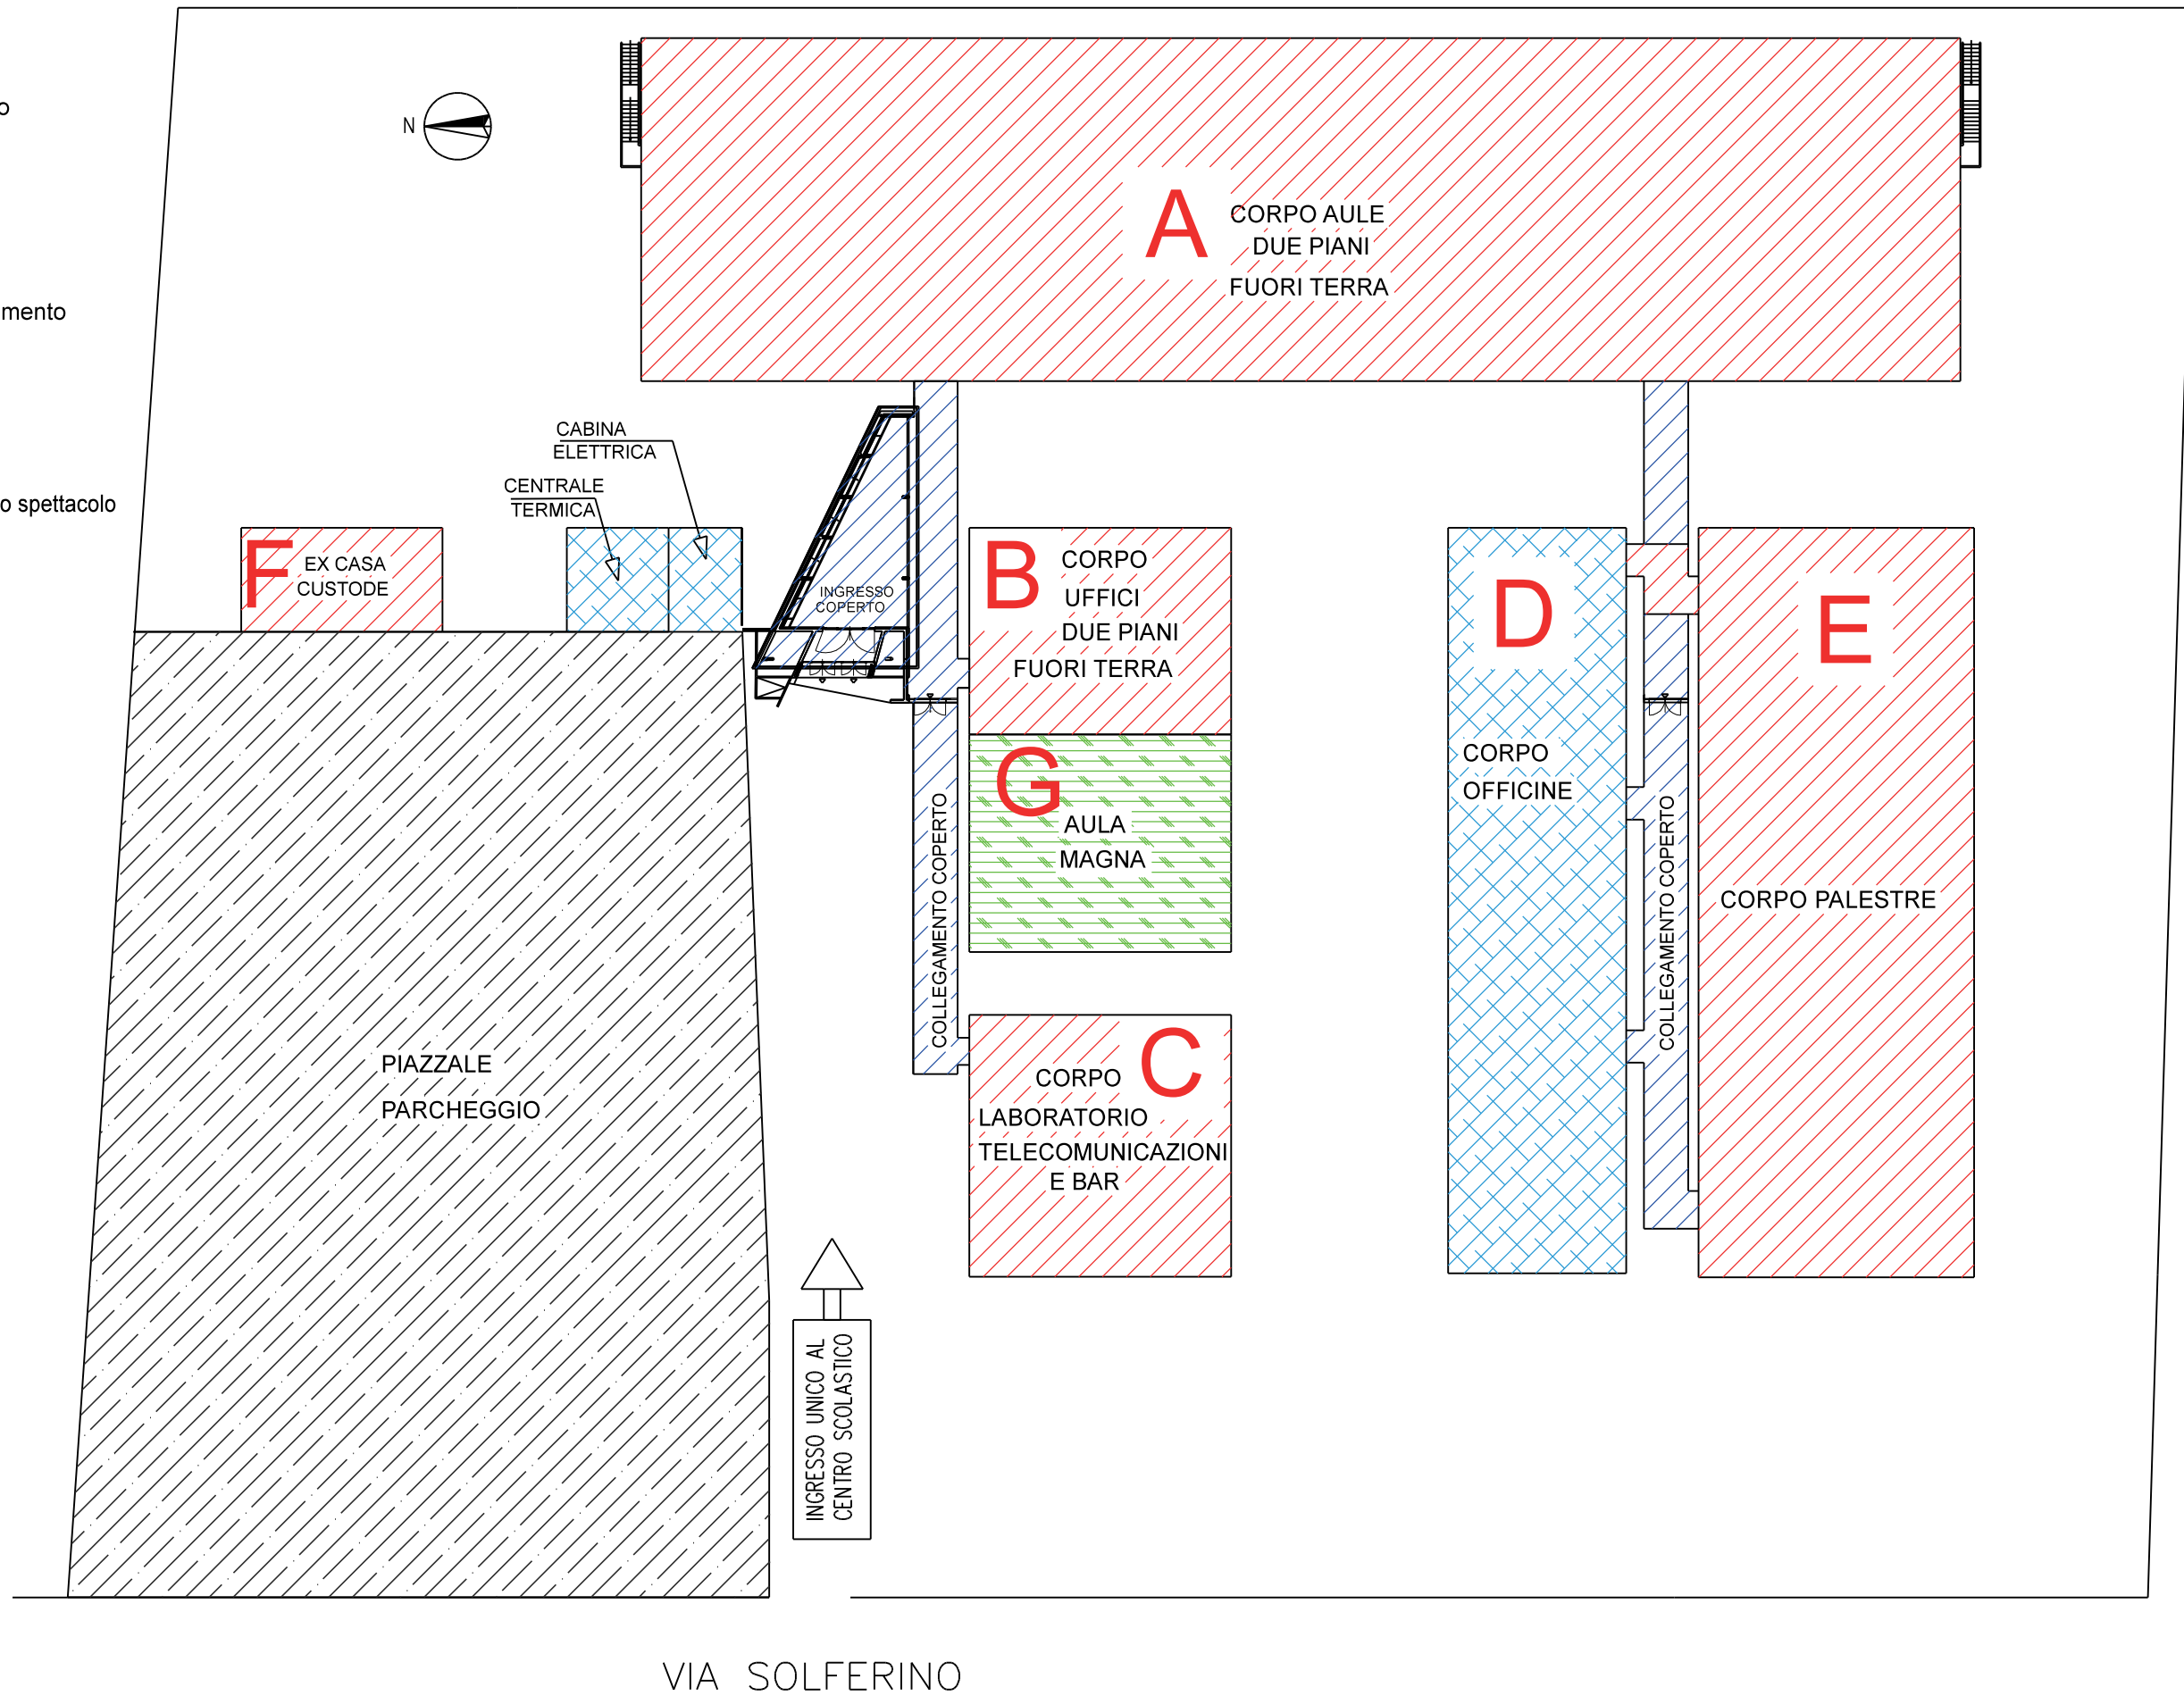 o
mento
o spettacolo
N
A
CORPO AULE
DUE PIANI
FUORI TERRA
CABINA
ELETTRICA
CENTRALE
TERMICA
F
EX CASA
CUSTODE
INGRESSO
COPERTO
B
CORPO
UFFICI
DUE PIANI
FUORI TERRA
G
AULA
MAGNA
COLLEGAMENTO COPERTO
C
CORPO
LABORATORIO
TELECOMUNICAZIONI
E BAR
D
CORPO
OFFICINE
COLLEGAMENTO COPERTO
E
CORPO PALESTRE
PIAZZALE
PARCHEGGIO
INGRESSO UNICO AL
CENTRO SCOLASTICO
VIA SOLFERINO